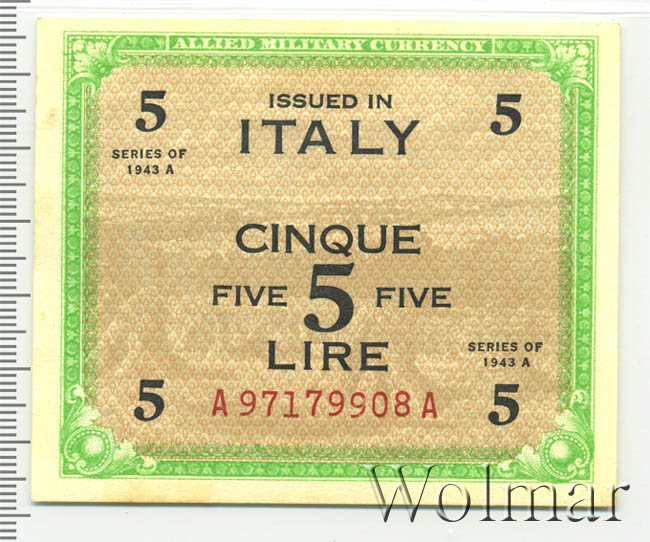 ALLIED MILITARY CURRENCY
5 ISSUED IN 5
ITALY
SERIES OF
1943 A
CINQUE
FIVE 5 FIVE
LIRE
SERIES OF
1943 A
5 A97179908A 5
Wolmar